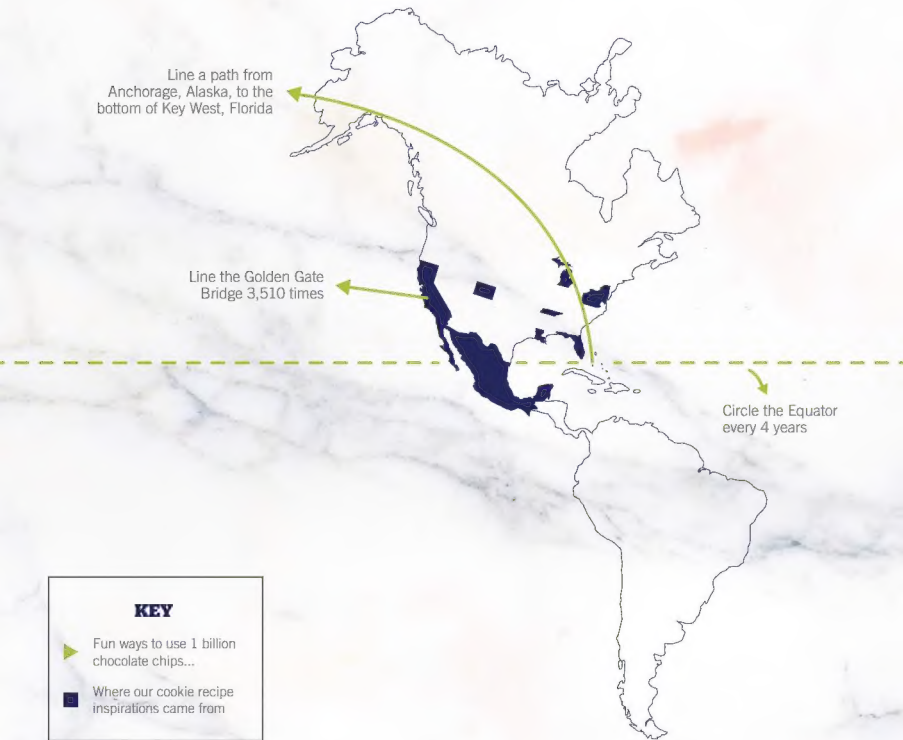 Line a path from
Anchorage, Alaska, to the
bottom of Key West, Florida
Line the Golden Gate
Bridge 3,510 times
Circle the Equator
every 4 years
KEY
Fun ways to use 1 billion
chocolate chips...
Where our cookie recipe
inspirations came from